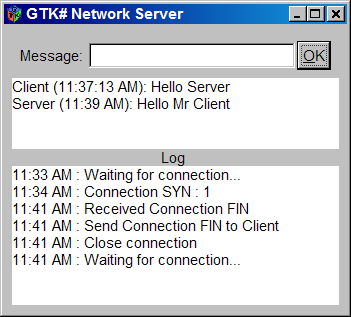 GTK# Network Server
Message:
OK
Client (11:37:13 AM): Hello Server
Server (11:39 AM): Hello Mr Client
Log
11:33 AM : Waiting for connection...
11:34 AM : Connection SYN : 1
11:41 AM : Received Connection FIN
11:41 AM : Send Connection FIN to Client
11:41 AM : Close connection
11:41 AM : Waiting for connection...